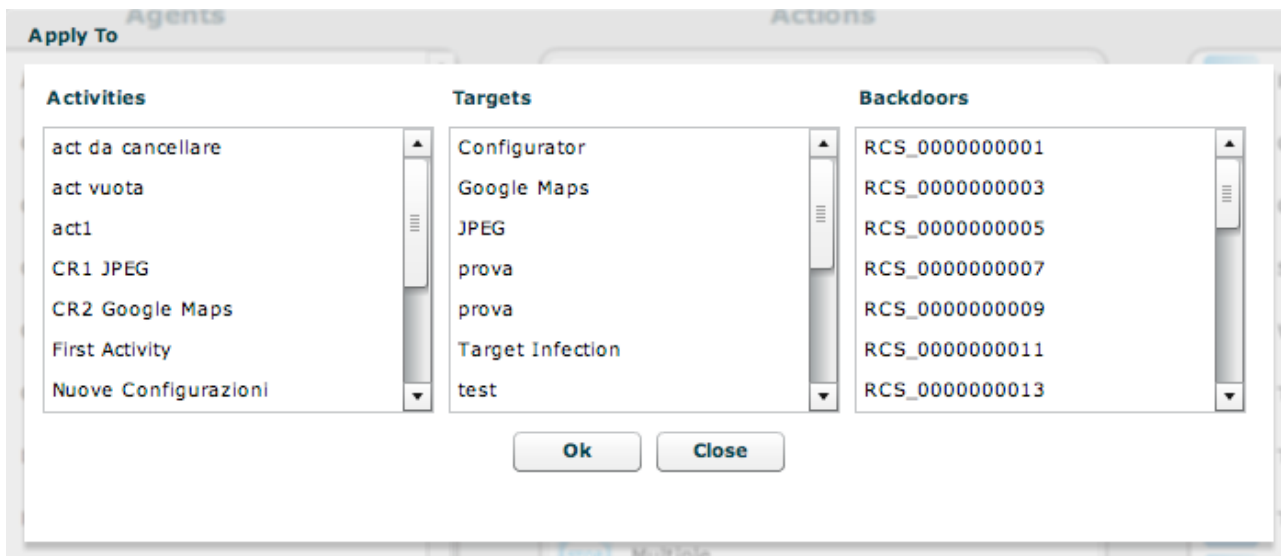 Agents
Actions
Apply To
Activities
act da cancellare
act vuota
act1
CR1 JPEG
CR2 Google Maps
First Activity
Nuove Configurazioni
Targets
Configurator
Google Maps
JPEG
prova
prova
Target Infection
test
Backdoors
RCS_0000000001
RCS_0000000003
RCS_0000000005
RCS_0000000007
RCS_0000000009
RCS_0000000011
RCS_0000000013
Ok
Close
Multiple